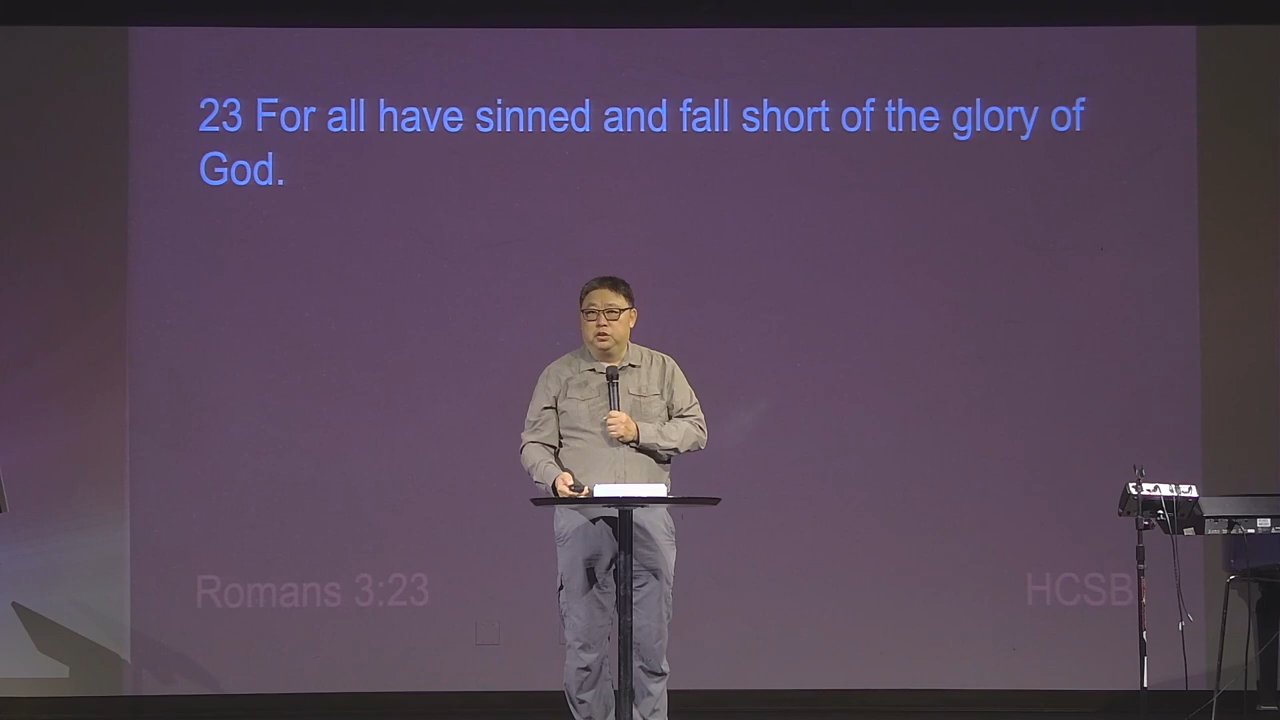 23 For all have sinned and fall short of the glory of
God.
Romans 3:23
HCSB